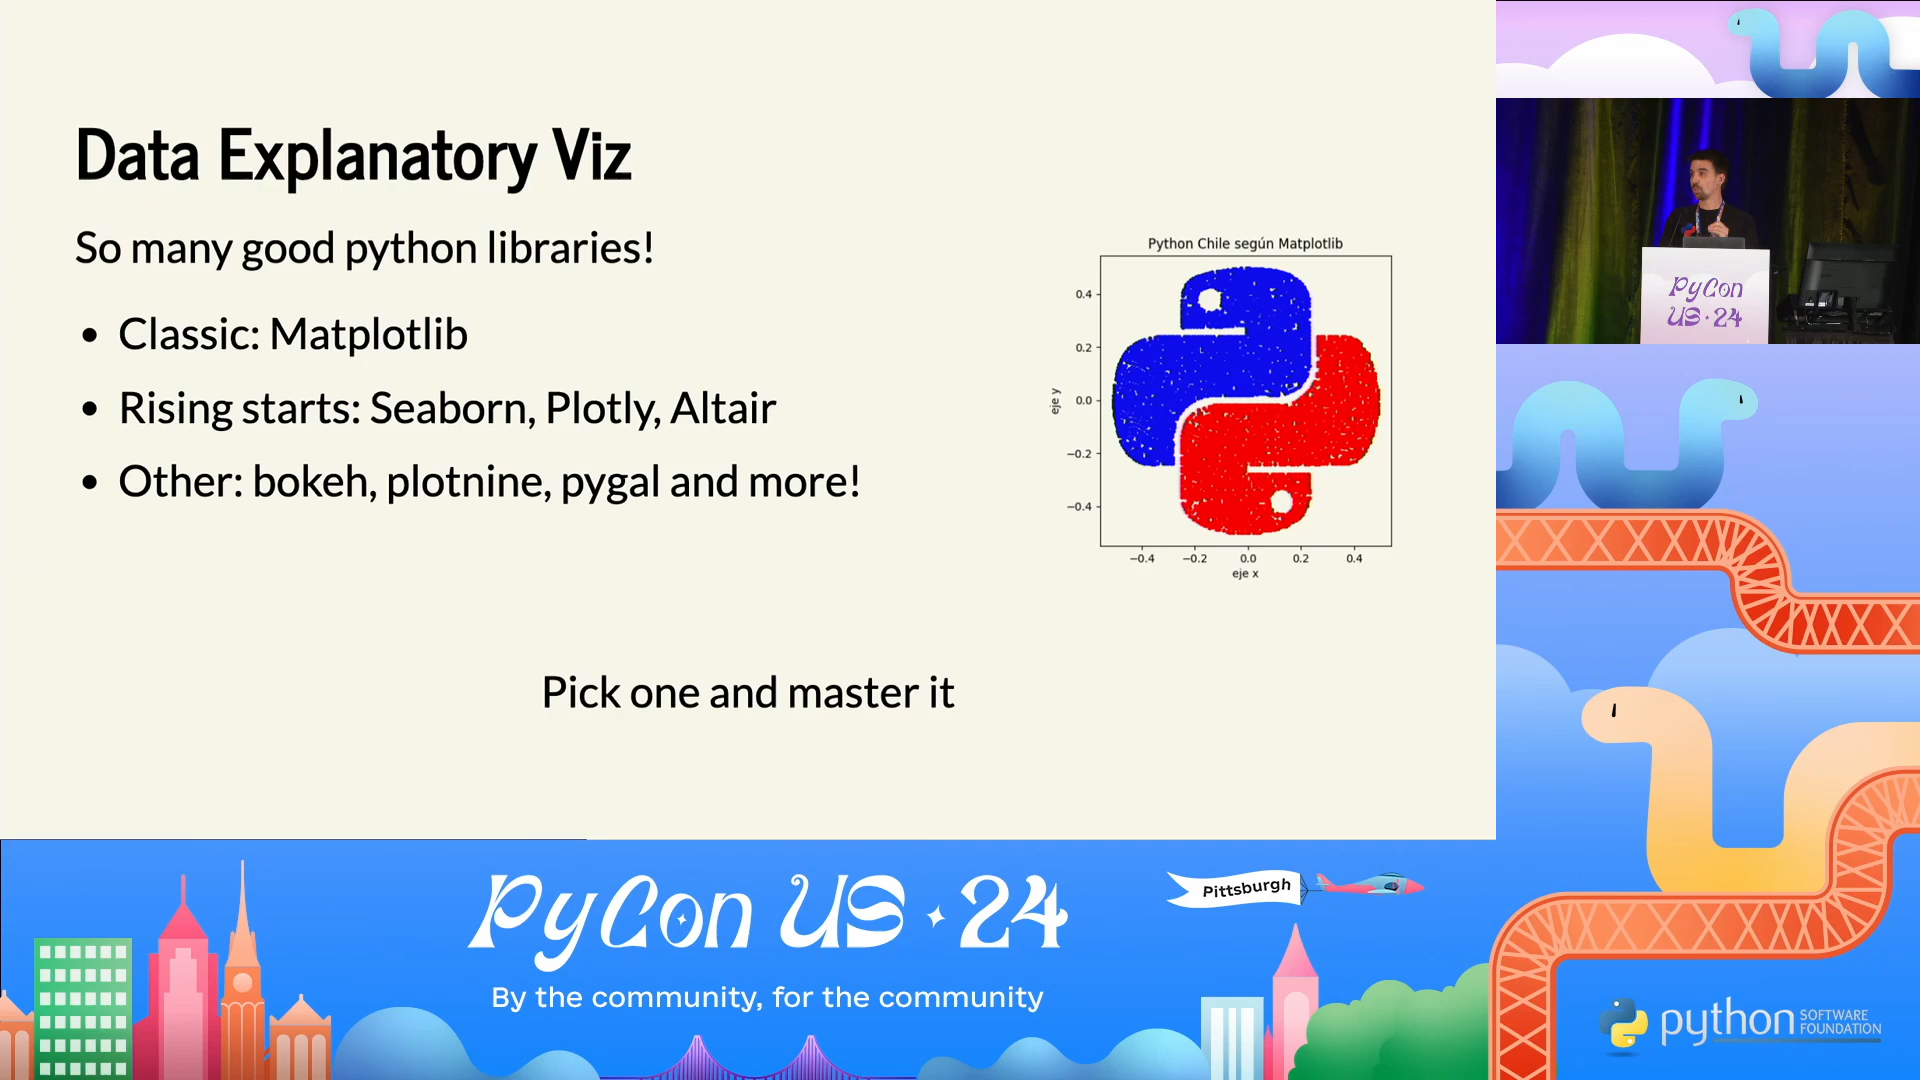 Data Explanatory Viz
So many good python libraries!
• Classic: Matplotlib
• Rising starts: Seaborn, Plotly, Altair
• Other: bokeh, plotnine, pygal and more!
Python Chile según Matplotlib
0.4
0.2
0.0
−0.2
−0.4
eje y
−0.4 −0.2 0.0 0.2 0.4
eje x
Pick one and master it
PyCon
US·24
PyCon US·24
By the community, for the community
Pittsburgh
python SOFTWARE
FOUNDATION